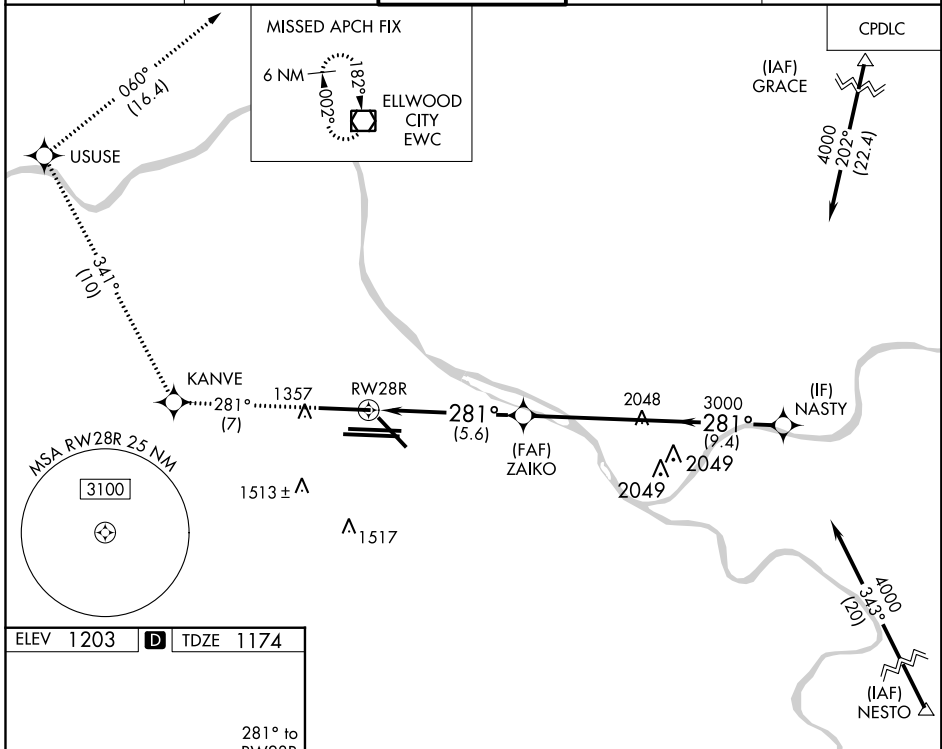 MISSED APCH FIX
6 NM
182°
002°
ELLWOOD
CITY
EWC
CPDLC
(IAF)
GRACE
4000
202°
(22.4)
060°
(16.4)
USUSE
341°
(10)
KANVE
281°
(7)
1357
RW28R
281°
(5.6)
(FAF)
ZAIKO
2048
3000
281°
(9.4)
(IF)
NASTY
2049
2049
MSA RW28R 25 NM
3100
1513 ±
1517
4000
343°
(20)
(IAF)
NESTO
ELEV 1203 D TDZE 1174
281° to
RW28R